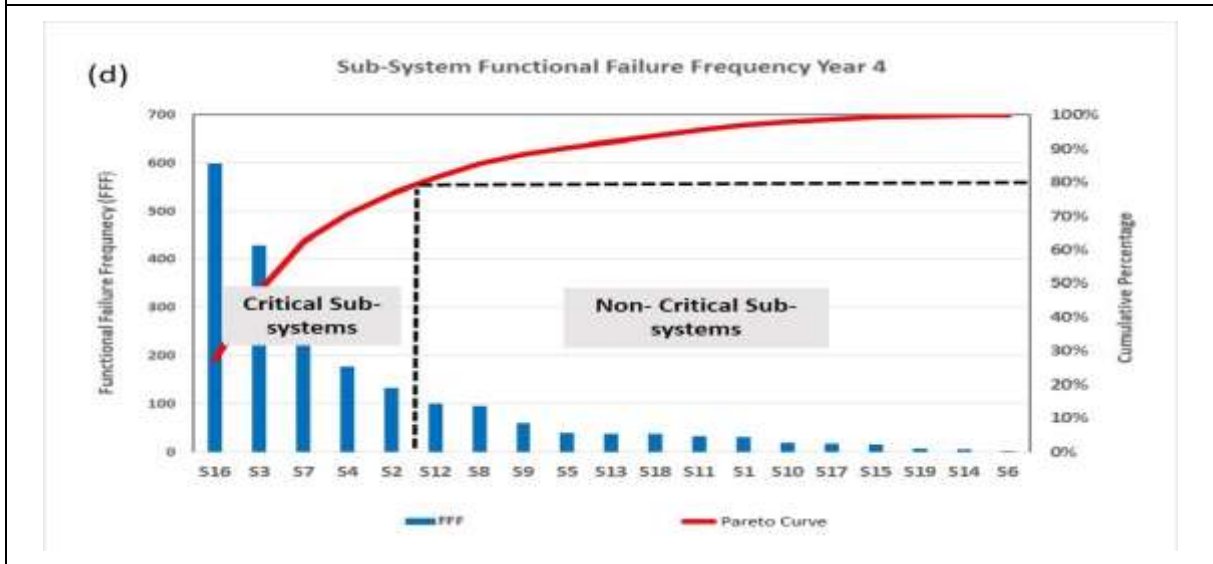 (d)
Sub-System Functional Failure Frequency Year 4
Functional Failure Frequnecy (FFF)
700
600
500
400
300
200
100
0
Critical Sub-
systems
Non- Critical Sub-
systems
100%
90%
80%
70%
60%
50%
40%
30%
20%
10%
0%
Cumulative Percentage
S16 S3 S7 S4 S2 S12 S8 S9 S5 S13 S18 S11 S1 S10 S17 S15 S19 S14 S6
FFF Pareto Curve